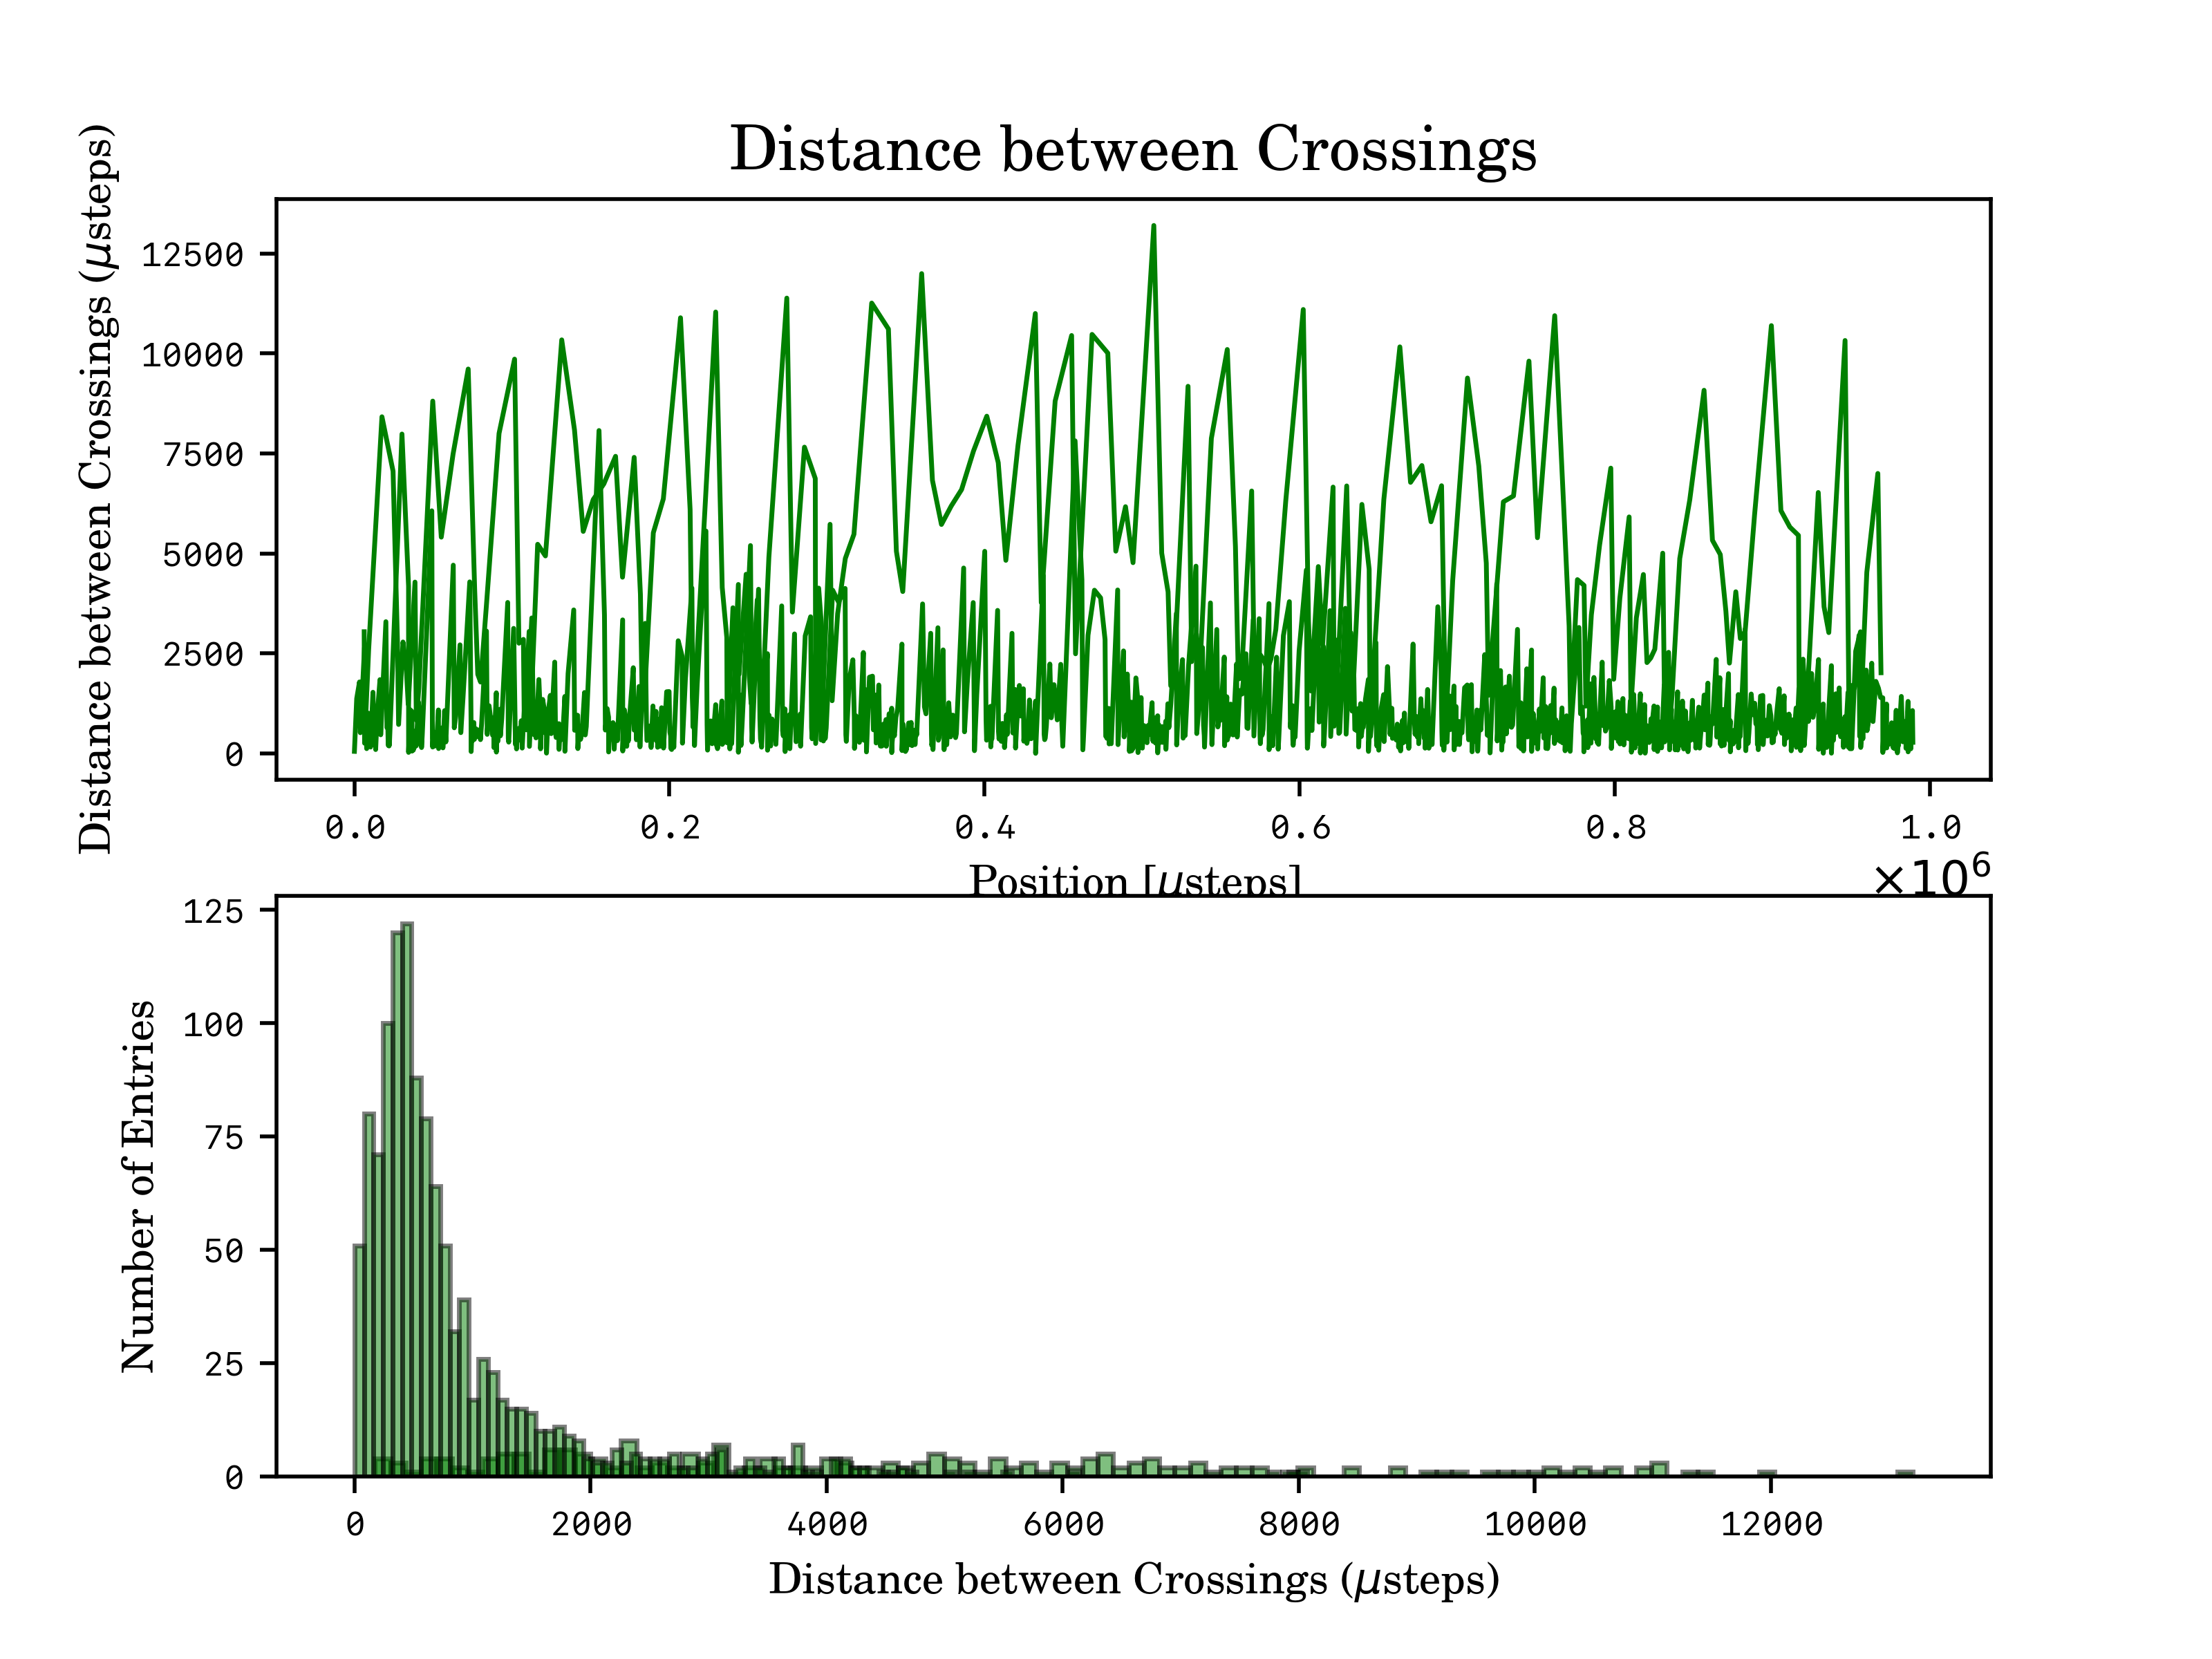 Distance between Crossings
Distance between Crossings (μsteps)
12500
10000
7500
5000
2500
0
0.0 0.2 0.4 0.6 0.8 1.0
Position [μsteps]
×10⁶
Number of Entries
125
100
75
50
25
0
0 2000 4000 6000 8000 10000 12000
Distance between Crossings (μsteps)